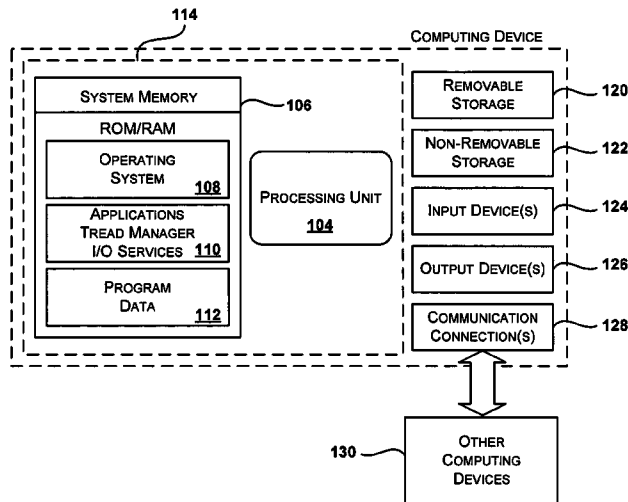 114
COMPUTING DEVICE
SYSTEM MEMORY
106
ROM/RAM
OPERATING
SYSTEM
108
APPLICATIONS
TREAD MANAGER
I/O SERVICES
110
PROGRAM
DATA
112
PROCESSING UNIT
104
REMOVABLE
STORAGE
120
NON-REMOVABLE
STORAGE
122
INPUT DEVICE(S)
124
OUTPUT DEVICE(S)
126
COMMUNICATION
CONNECTION(S)
128
130
OTHER
COMPUTING
DEVICES